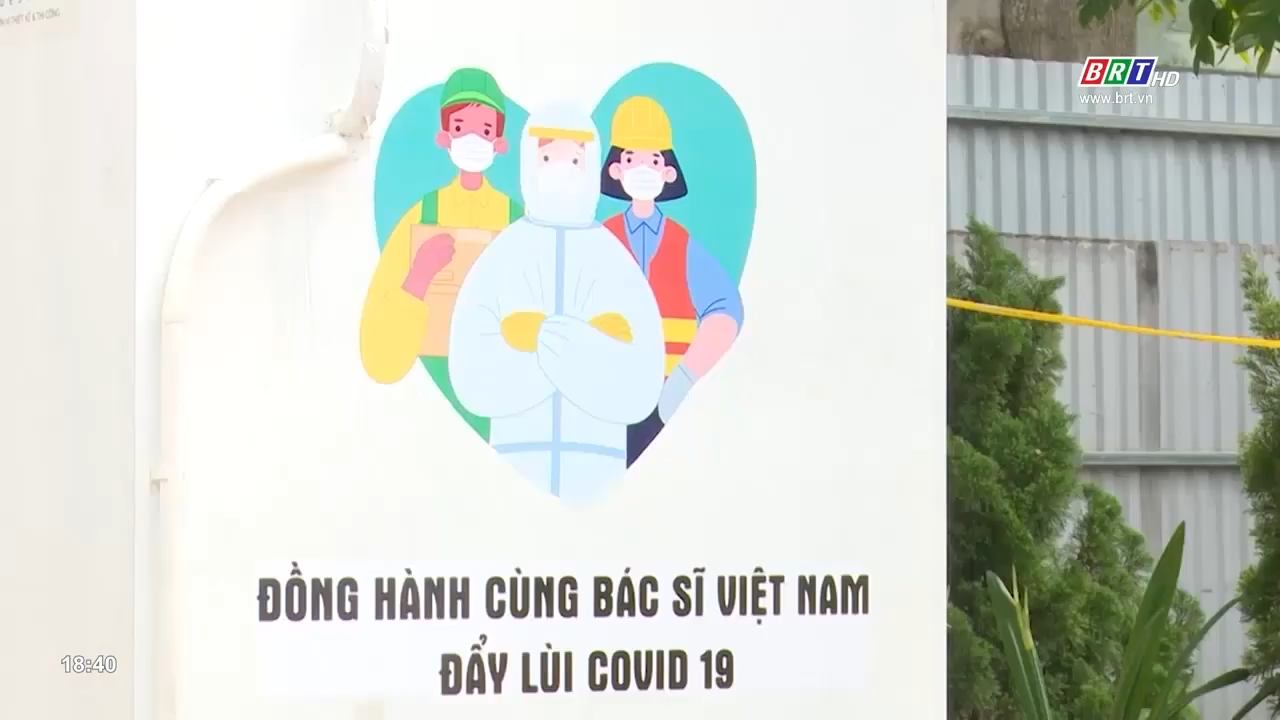 BRT HD
www.brt.vn
ĐỒNG HÀNH CÙNG BÁC SĨ VIỆT NAM
ĐẨY LÙI COVID 19
18:40